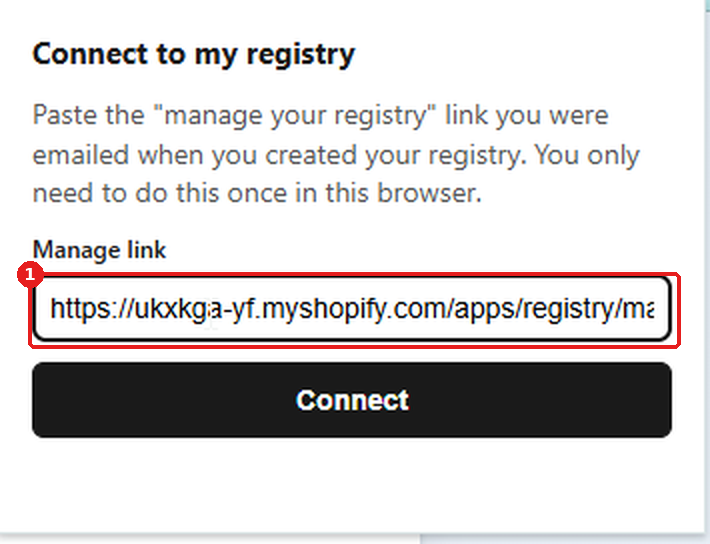 Connect to my registry
Paste the "manage your registry" link you were
emailed when you created your registry. You only
need to do this once in this browser.
Manage link
1
https://ukxkga-yf.myshopify.com/apps/registry/ma
Connect